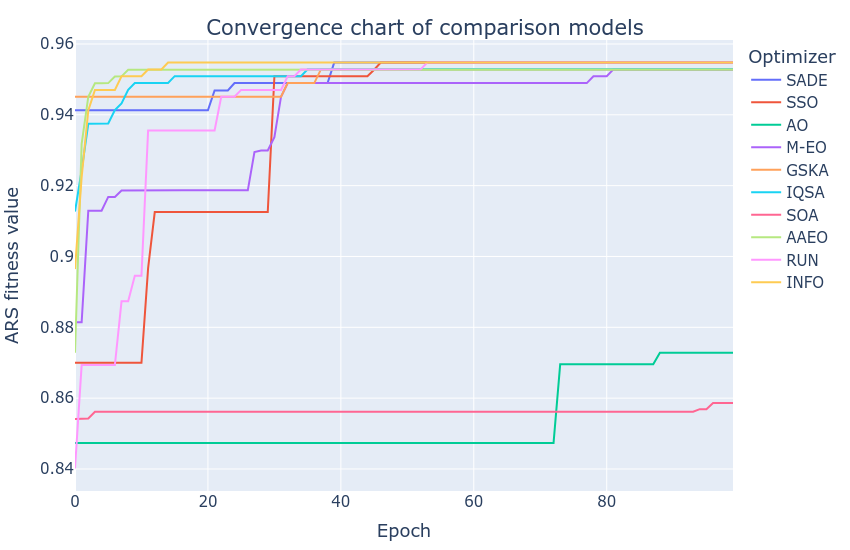 Convergence chart of comparison models
0.96
0.94
0.92
0.9
0.88
0.86
0.84
ARS fitness value
0
20
40
60
80
Epoch
Optimizer
SADE
SSO
AO
M-EO
GSKA
IQSA
SOA
AAEO
RUN
INFO